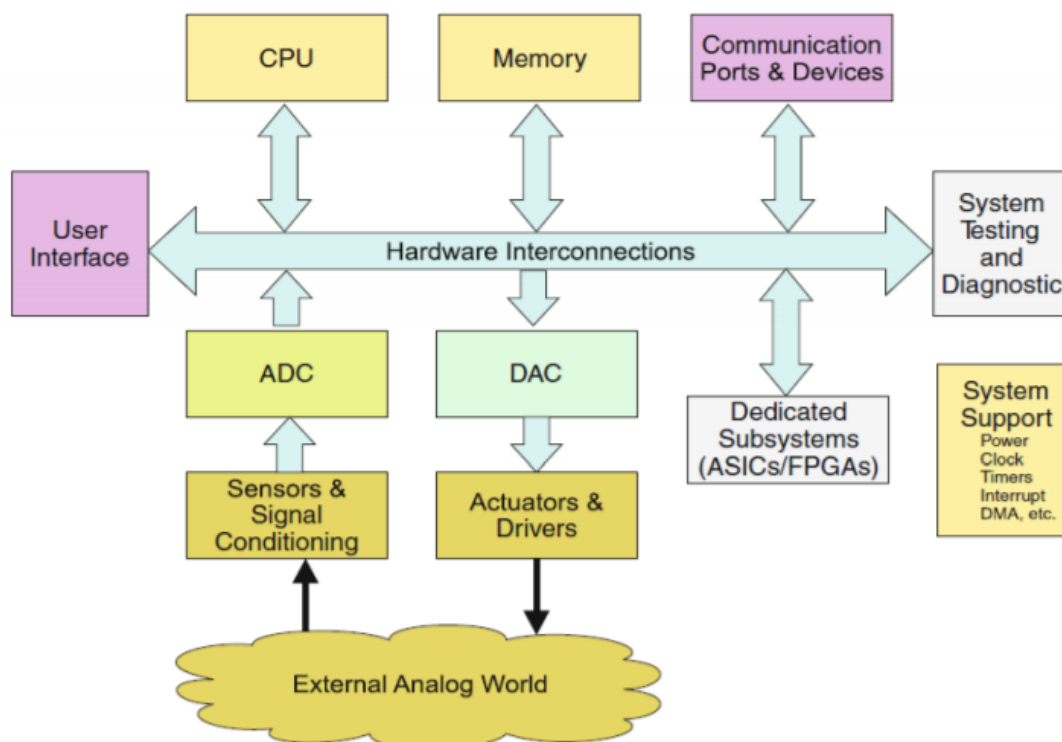 CPU
Memory
Communication
Ports & Devices
User
Interface
Hardware Interconnections
System
Testing
and
Diagnostic
ADC
DAC
Dedicated
Subsystems
(ASICs/FPGAs)
System
Support
Power
Clock
Timers
Interrupt
DMA, etc.
Sensors &
Signal
Conditioning
Actuators &
Drivers
External Analog World